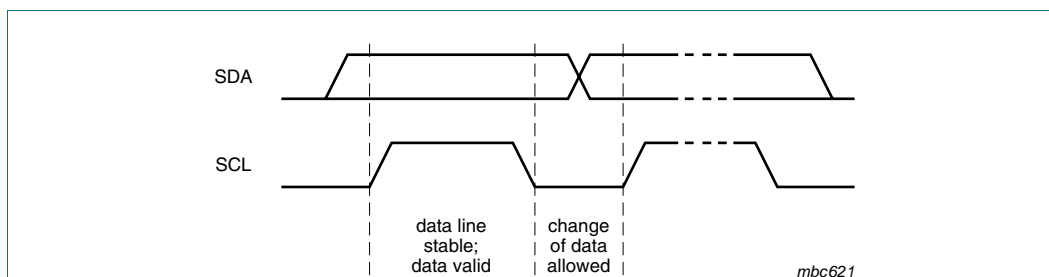 SDA
SCL
data line
stable;
data valid
change
of data
allowed
mbc621